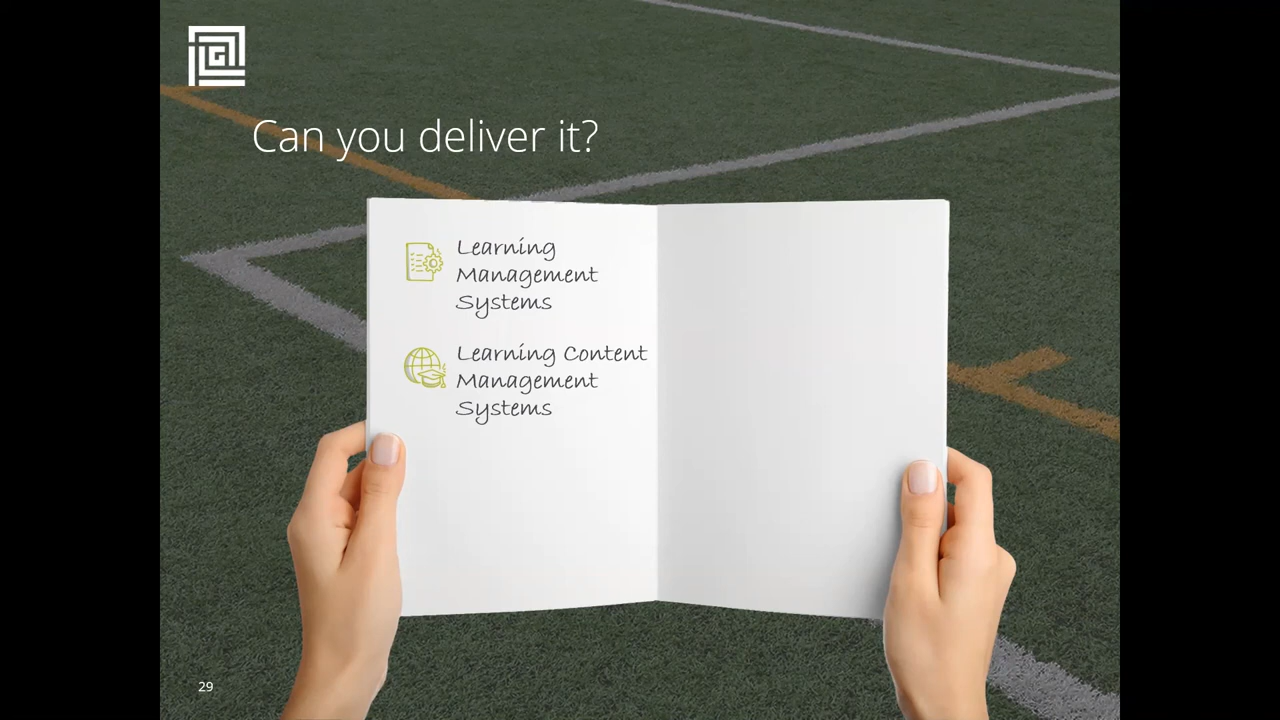 Can you deliver it?
Learning
Management
Systems
Learning Content
Management
Systems
29